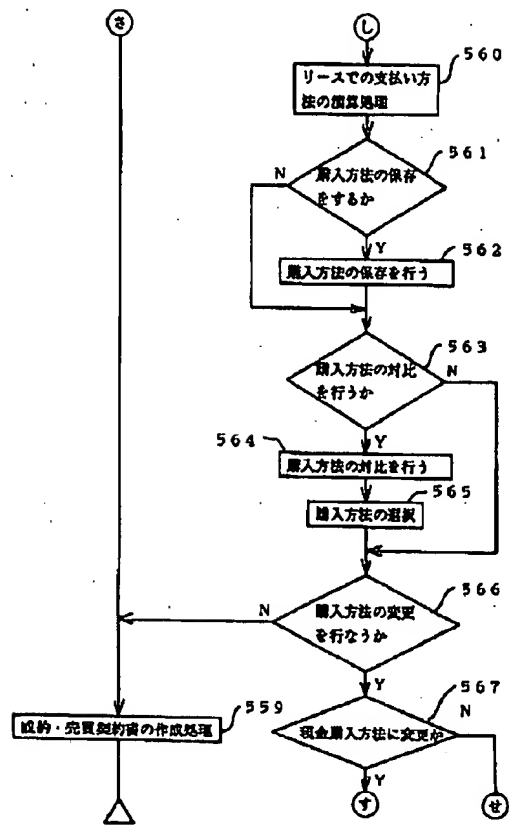 さ
し
560
リースでの支払い方
法の演算処理
561
購入方法の保存
をするか
N
Y
562
購入方法の保存を行う
563
購入方法の対比
を行うか
N
Y
564
購入方法の対比を行う
565
購入方法の選択
566
購入方法の変更
を行なうか
N
Y
567
現金購入方法に変更か
N
Y
559
成約・売買契約書の作成処理
す
せ